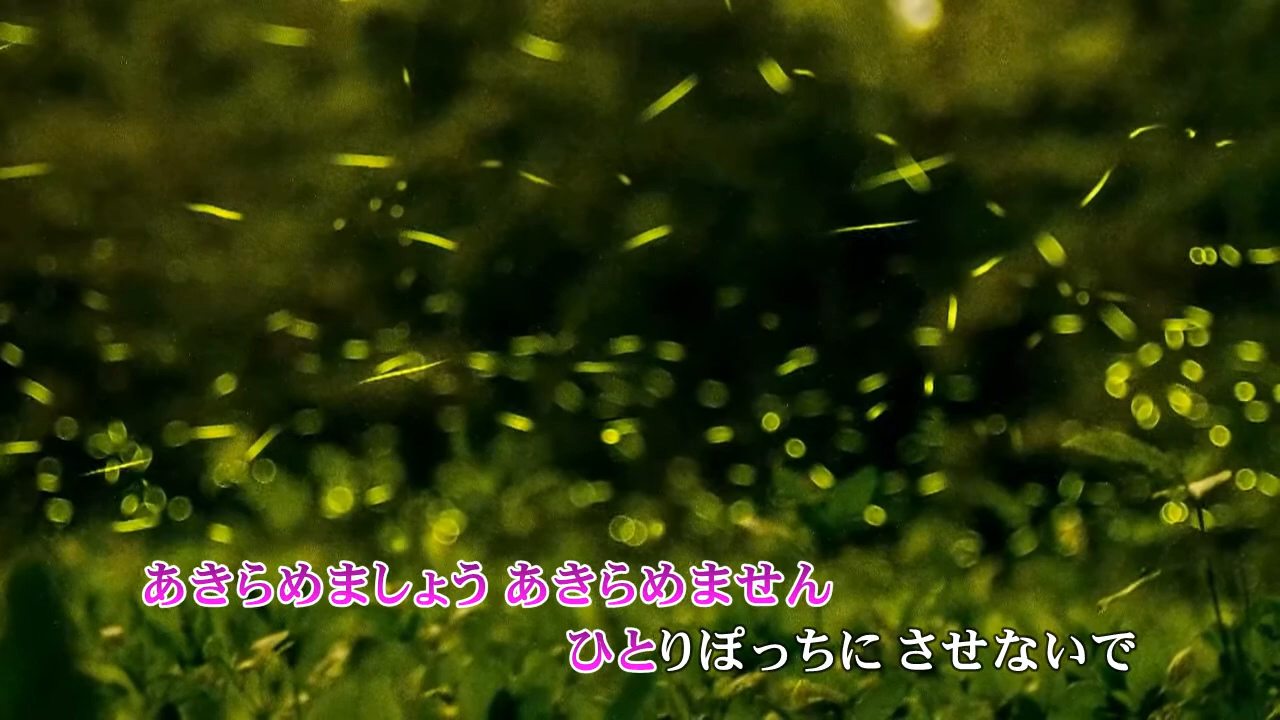 あきらめましょう あきらめません
ひとりぽっちに させないで